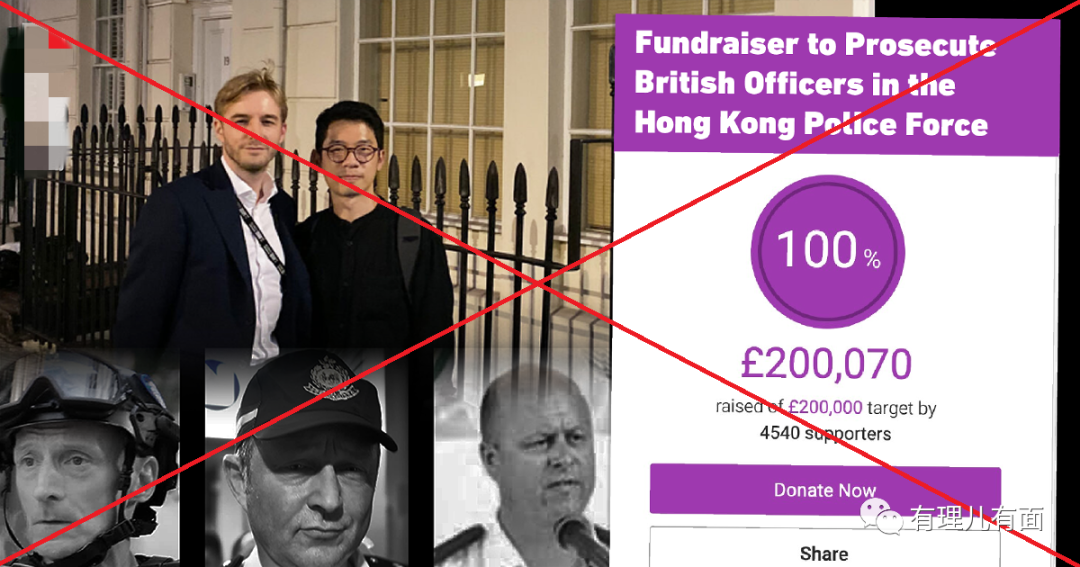 Fundraiser to Prosecute
British Officers in the
Hong Kong Police Force
100 %
£200,070
raised of £200,000 target by
4540 supporters
Donate Now
有理儿有面
Share